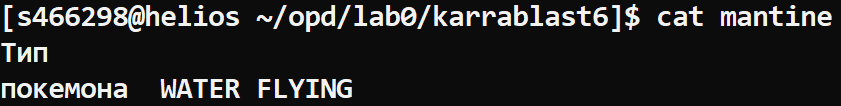 [s466298@helios ~/opd/lab0/karrablast6]$ cat mantine
Тип
покемона  WATER FLYING